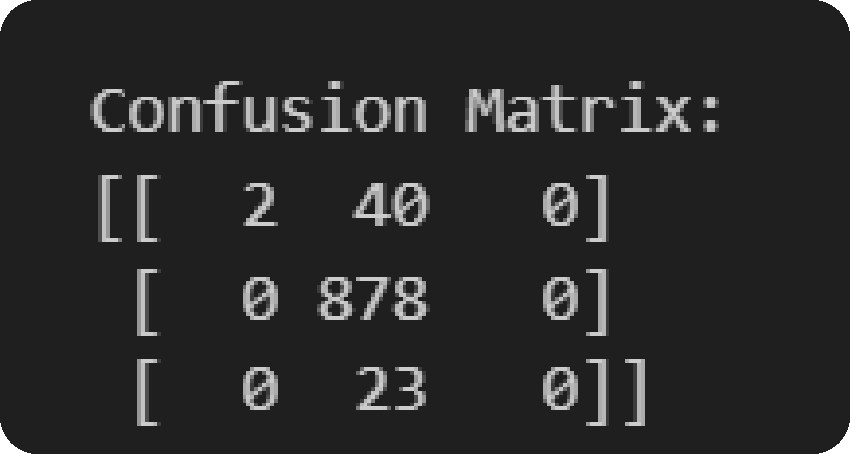 Confusion Matrix:
[[  2  40   0]
 [  0 878   0]
 [  0  23   0]]